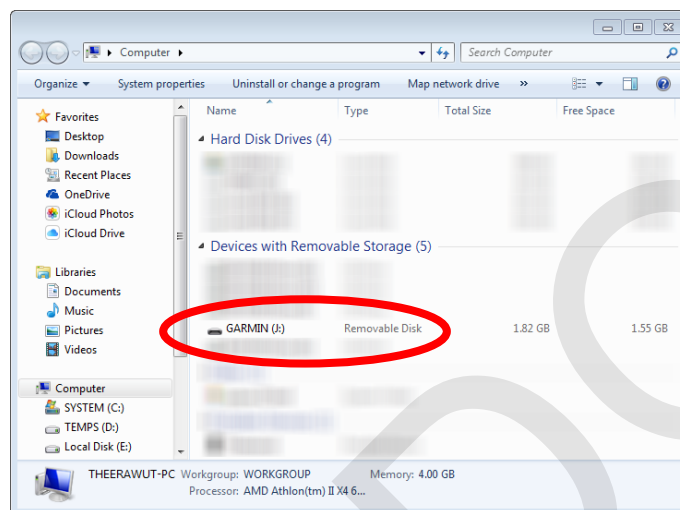 Computer
Search Computer
Organize System properties Uninstall or change a program Map network drive »
Favorites
Desktop
Downloads
Recent Places
OneDrive
iCloud Photos
iCloud Drive
Libraries
Documents
Music
Pictures
Videos
Computer
SYSTEM (C:)
TEMPS (D:)
Local Disk (E:)
Name Type Total Size Free Space
Hard Disk Drives (4)
Devices with Removable Storage (5)
GARMIN (J:) Removable Disk 1.82 GB 1.55 GB
THEERAWUT-PC Workgroup: WORKGROUP Memory: 4.00 GB
Processor: AMD Athlon(tm) II X4 6...